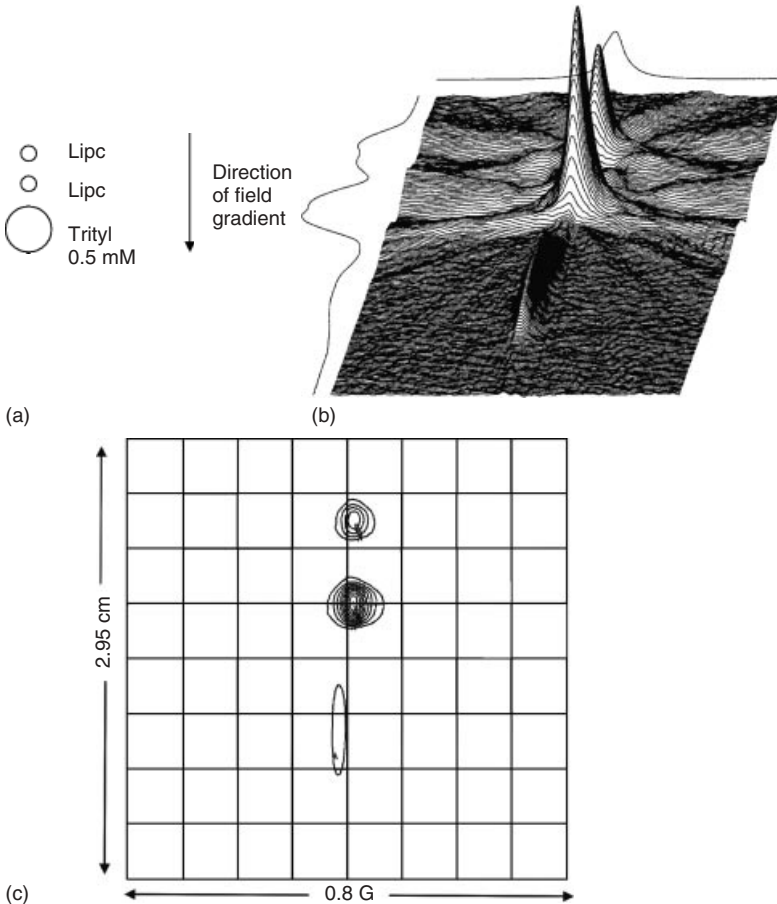 Lipc
Lipc
Trityl
0.5 mM
Direction
of field
gradient
(a)
(b)
2.95 cm
(c)
0.8 G